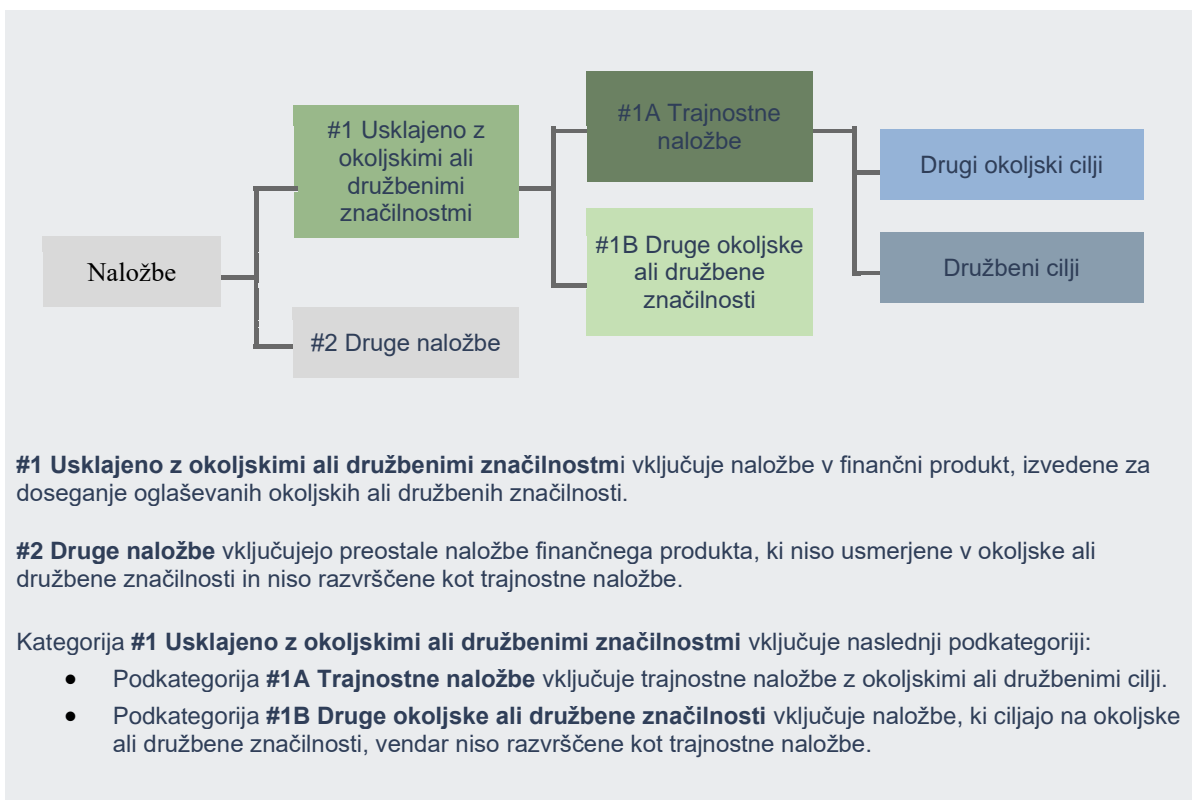 Naložbe
#1 Usklajeno z
okoljskimi ali
družbenimi
značilnostmi
#2 Druge naložbe
#1A Trajnostne
naložbe
#1B Druge okoljske
ali družbene
značilnosti
Drugi okoljski cilji
Družbeni cilji
#1 Usklajeno z okoljskimi ali družbenimi značilnostmi vključuje naložbe v finančni produkt, izvedene za
doseganje oglaševanih okoljskih ali družbenih značilnosti.
#2 Druge naložbe vključujejo preostale naložbe finančnega produkta, ki niso usmerjene v okoljske ali
družbene značilnosti in niso razvrščene kot trajnostne naložbe.
Kategorija #1 Usklajeno z okoljskimi ali družbenimi značilnostmi vključuje naslednji podkategoriji:
● Podkategorija #1A Trajnostne naložbe vključuje trajnostne naložbe z okoljskimi ali družbenimi cilji.
● Podkategorija #1B Druge okoljske ali družbene značilnosti vključuje naložbe, ki ciljajo na okoljske
ali družbene značilnosti, vendar niso razvrščene kot trajnostne naložbe.